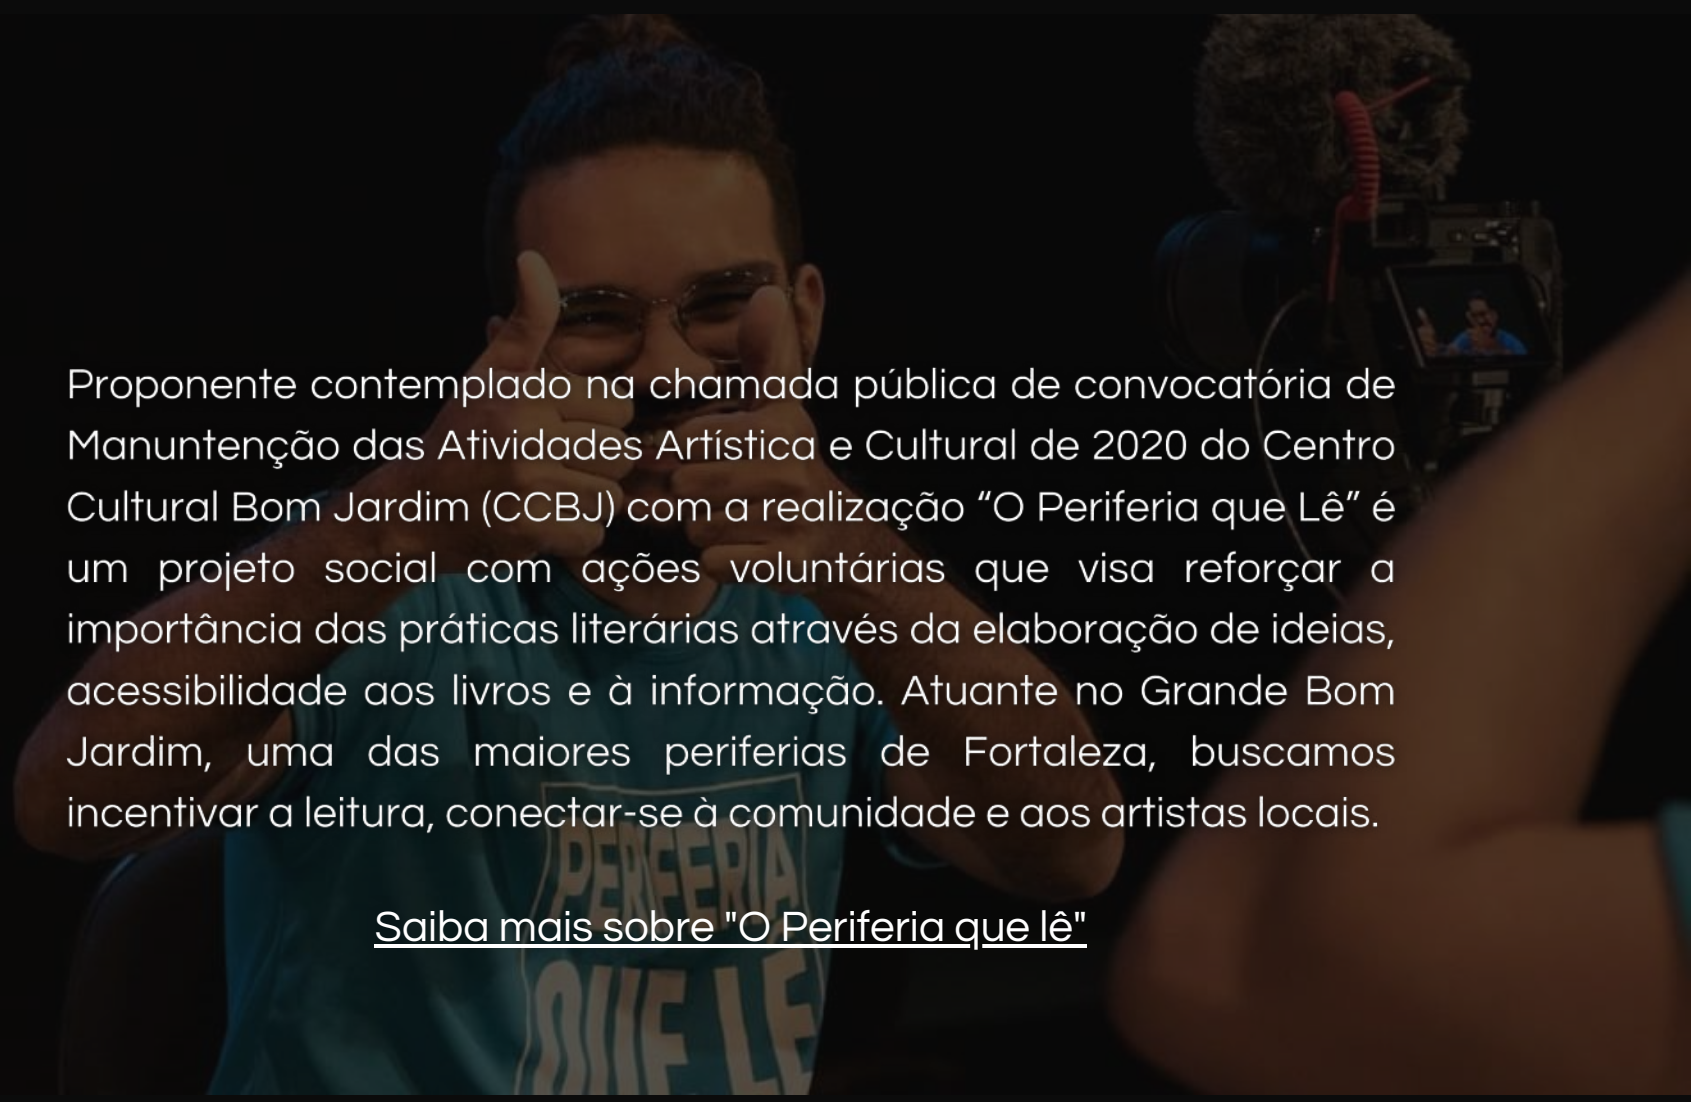 Proponente contemplado na chamada pública de convocatória de
Manuntenção das Atividades Artística e Cultural de 2020 do Centro
Cultural Bom Jardim (CCBJ) com a realização “O Periferia que Lê” é
um projeto social com ações voluntárias que visa reforçar a
importância das práticas literárias através da elaboração de ideias,
acessibilidade aos livros e à informação. Atuante no Grande Bom
Jardim, uma das maiores periferias de Fortaleza, buscamos
incentivar a leitura, conectar-se à comunidade e aos artistas locais.
PERIFERIA
Saiba mais sobre "O Periferia que lê"
QUE LÊ